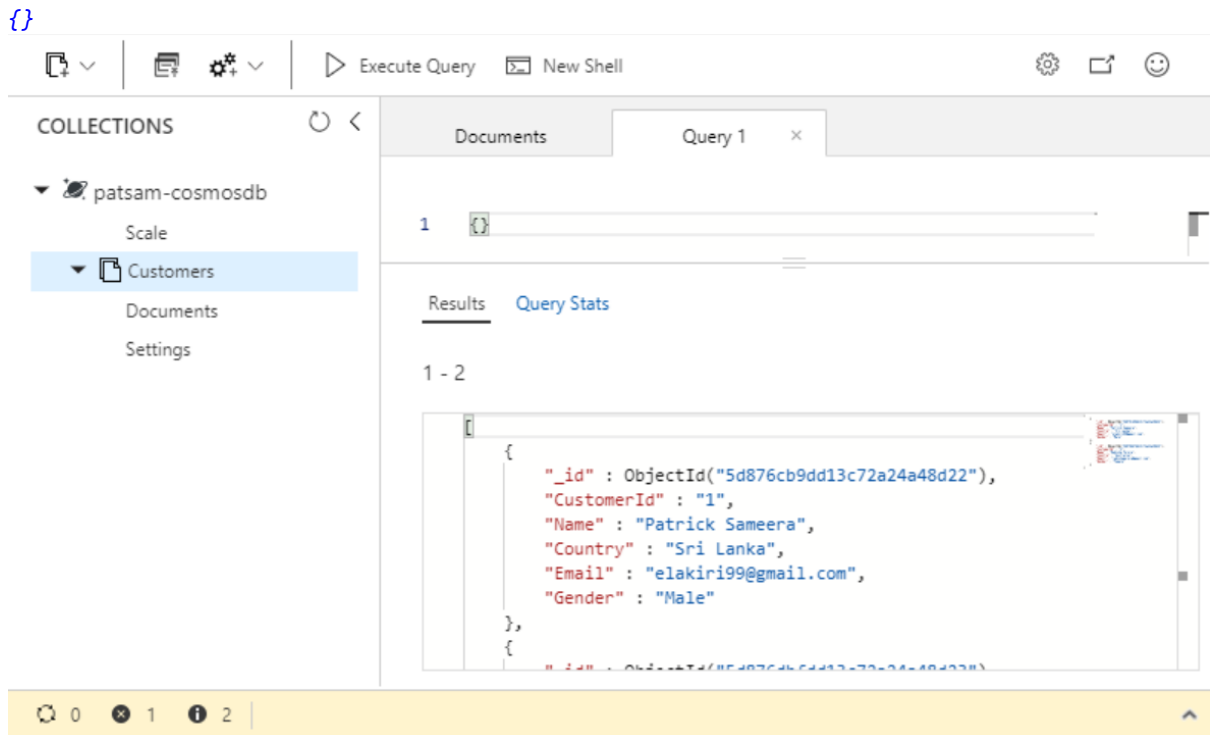 {}
Execute Query New Shell
COLLECTIONS
patsam-cosmosdb
Scale
Customers
Documents
Settings
Documents Query 1 ×
1 {}
Results Query Stats
1 - 2
[
{
"_id" : ObjectId("5d876cb9dd13c72a24a48d22"),
"CustomerId" : "1",
"Name" : "Patrick Sameera",
"Country" : "Sri Lanka",
"Email" : "elakiri99@gmail.com",
"Gender" : "Male"
},
{
0 1 2